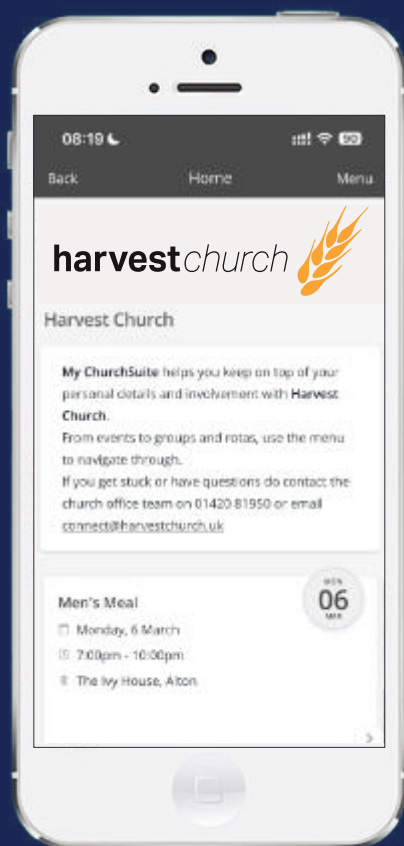 08:19
50
Back Home Menu
harvestchurch
Harvest Church
My ChurchSuite helps you keep on top of your
personal details and involvement with Harvest
Church.
From events to groups and rotas, use the menu
to navigate through.
If you get stuck or have questions do contact the
church office team on 01420 81950 or email
connect@harvestchurch.uk
MON
06
MAR
Men's Meal
Monday, 6 March
7:00pm - 10:00pm
The Ivy House, Alton